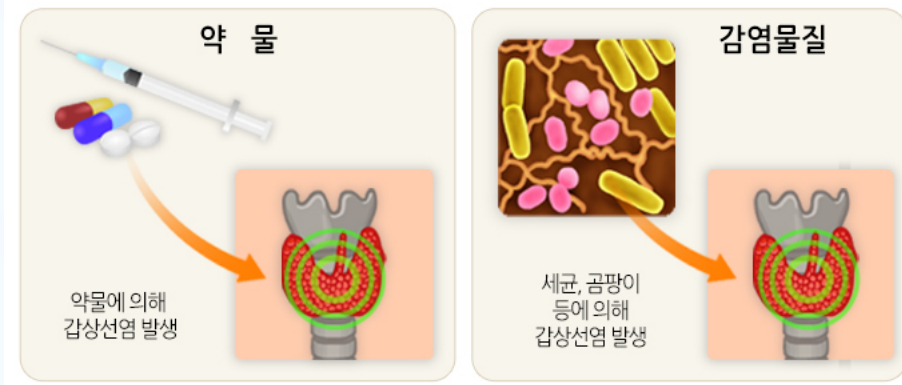 약 물
약물에 의해
갑상선염 발생
감염물질
세균, 곰팡이
등에 의해
갑상선염 발생